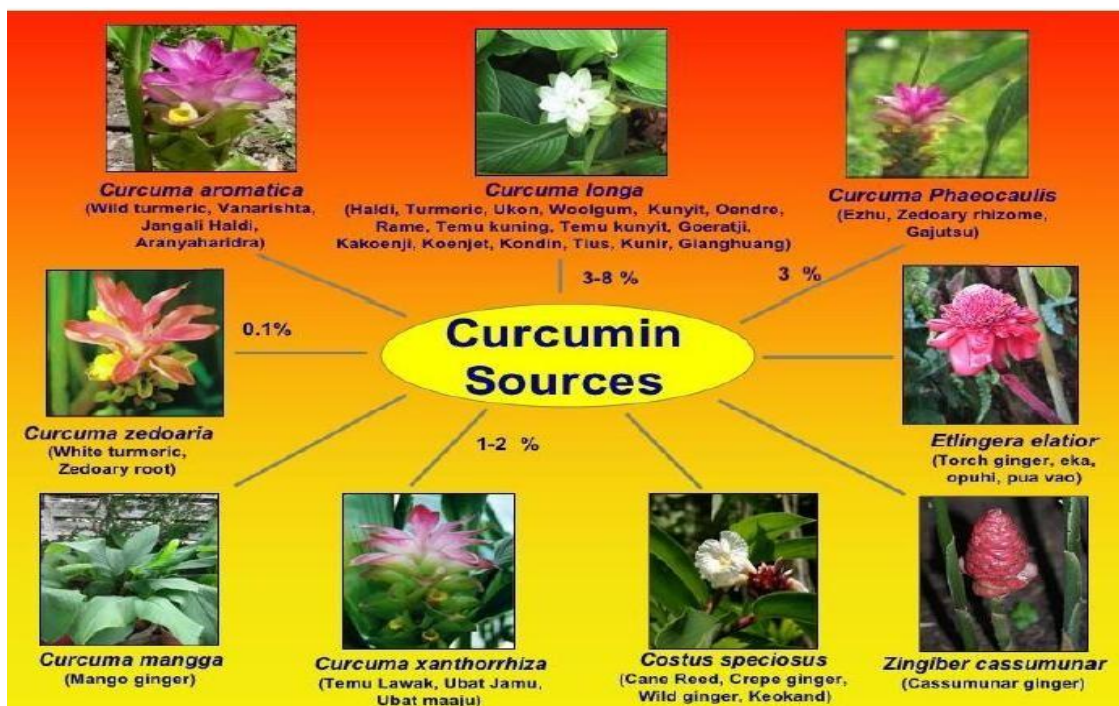 Curcuma aromatica
(Wild turmeric, Vanarishta,
Jangali Haldi,
Aranyaharidra)
Curcuma longa
(Haldi, Turmeric, Ukon, Woolgum, Kunyit, Oendre,
Rame, Temu kuning, Temu kunyit, Goeratji,
Kakoenji, Koenjet, Kondin, Tius, Kunir, Gianghuang)
Curcuma Phaeocaulis
(Ezhu, Zedoary rhizome,
Gajutsu)
3-8 %
3 %
0.1%
Curcumin
Sources
Curcuma zedoaria
(White turmeric,
Zedoary root)
1-2 %
Etlingera elatior
(Torch ginger, eka,
opuhi, pua vao)
Curcuma mangga
(Mango ginger)
Curcuma xanthorrhiza
(Temu Lawak, Ubat Jamu,
Ubat maaju)
Costus speciosus
(Cane Reed, Crepe ginger,
Wild ginger, Keokand)
Zingiber cassumunar
(Cassumunar ginger)